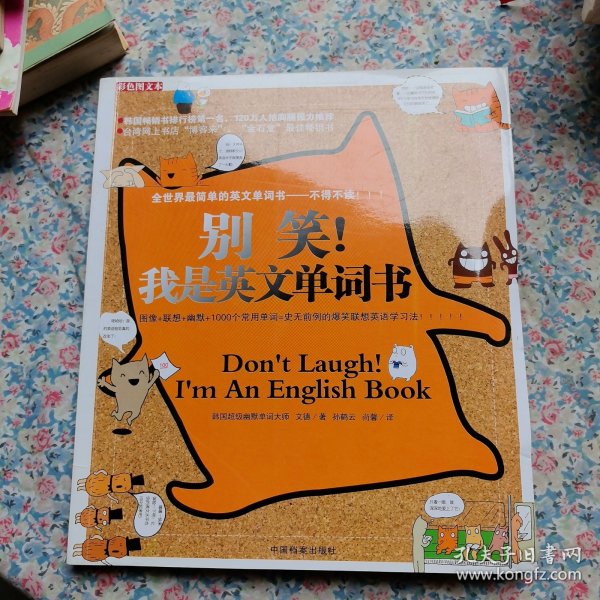 彩色图文本
韩国畅销书排行榜第一名，120万人拍肩膀强力推荐
台湾网上书店“博客来”、“金石堂”最佳畅销书
全世界最简单的英文单词书——不得不读！！！
别笑！
我是英文单词书
图像+联想+幽默+1000个常用单词=史无前例的爆笑联想英语学习法！！！！！
Don't Laugh!
I'm An English Book
韩国超级幽默单词大师 文德/著 孙鹤云 尚馨/译
中国档案出版社
孔夫子旧书网
www.kongfz.com